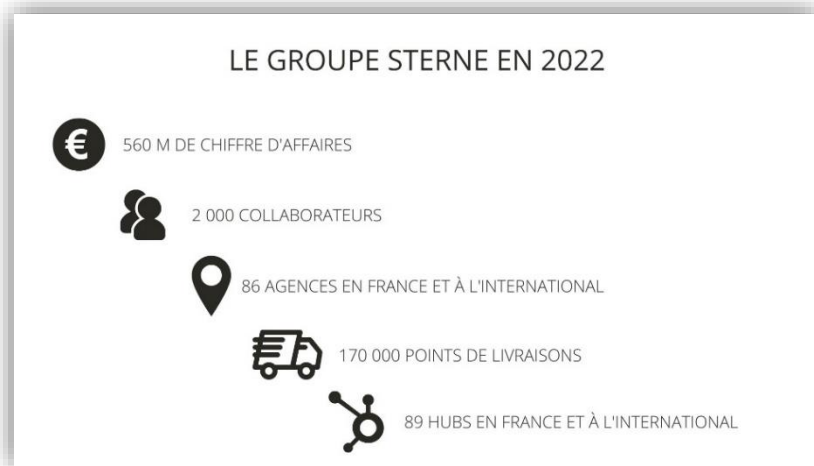 LE GROUPE STERNE EN 2022
€
560 M DE CHIFFRE D'AFFAIRES
2 000 COLLABORATEURS
86 AGENCES EN FRANCE ET À L'INTERNATIONAL
170 000 POINTS DE LIVRAISONS
89 HUBS EN FRANCE ET À L'INTERNATIONAL